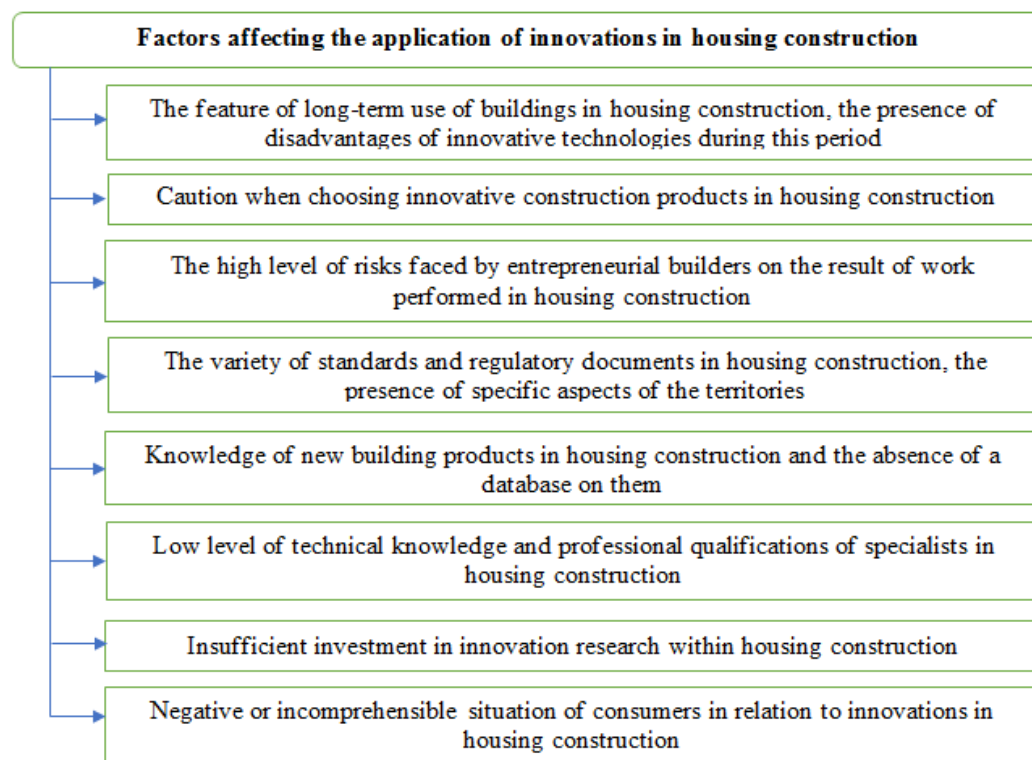 Factors affecting the application of innovations in housing construction
The feature of long-term use of buildings in housing construction, the presence of
disadvantages of innovative technologies during this period
Caution when choosing innovative construction products in housing construction
The high level of risks faced by entrepreneurial builders on the result of work
performed in housing construction
The variety of standards and regulatory documents in housing construction, the
presence of specific aspects of the territories
Knowledge of new building products in housing construction and the absence of a
database on them
Low level of technical knowledge and professional qualifications of specialists in
housing construction
Insufficient investment in innovation research within housing construction
Negative or incomprehensible situation of consumers in relation to innovations in
housing construction